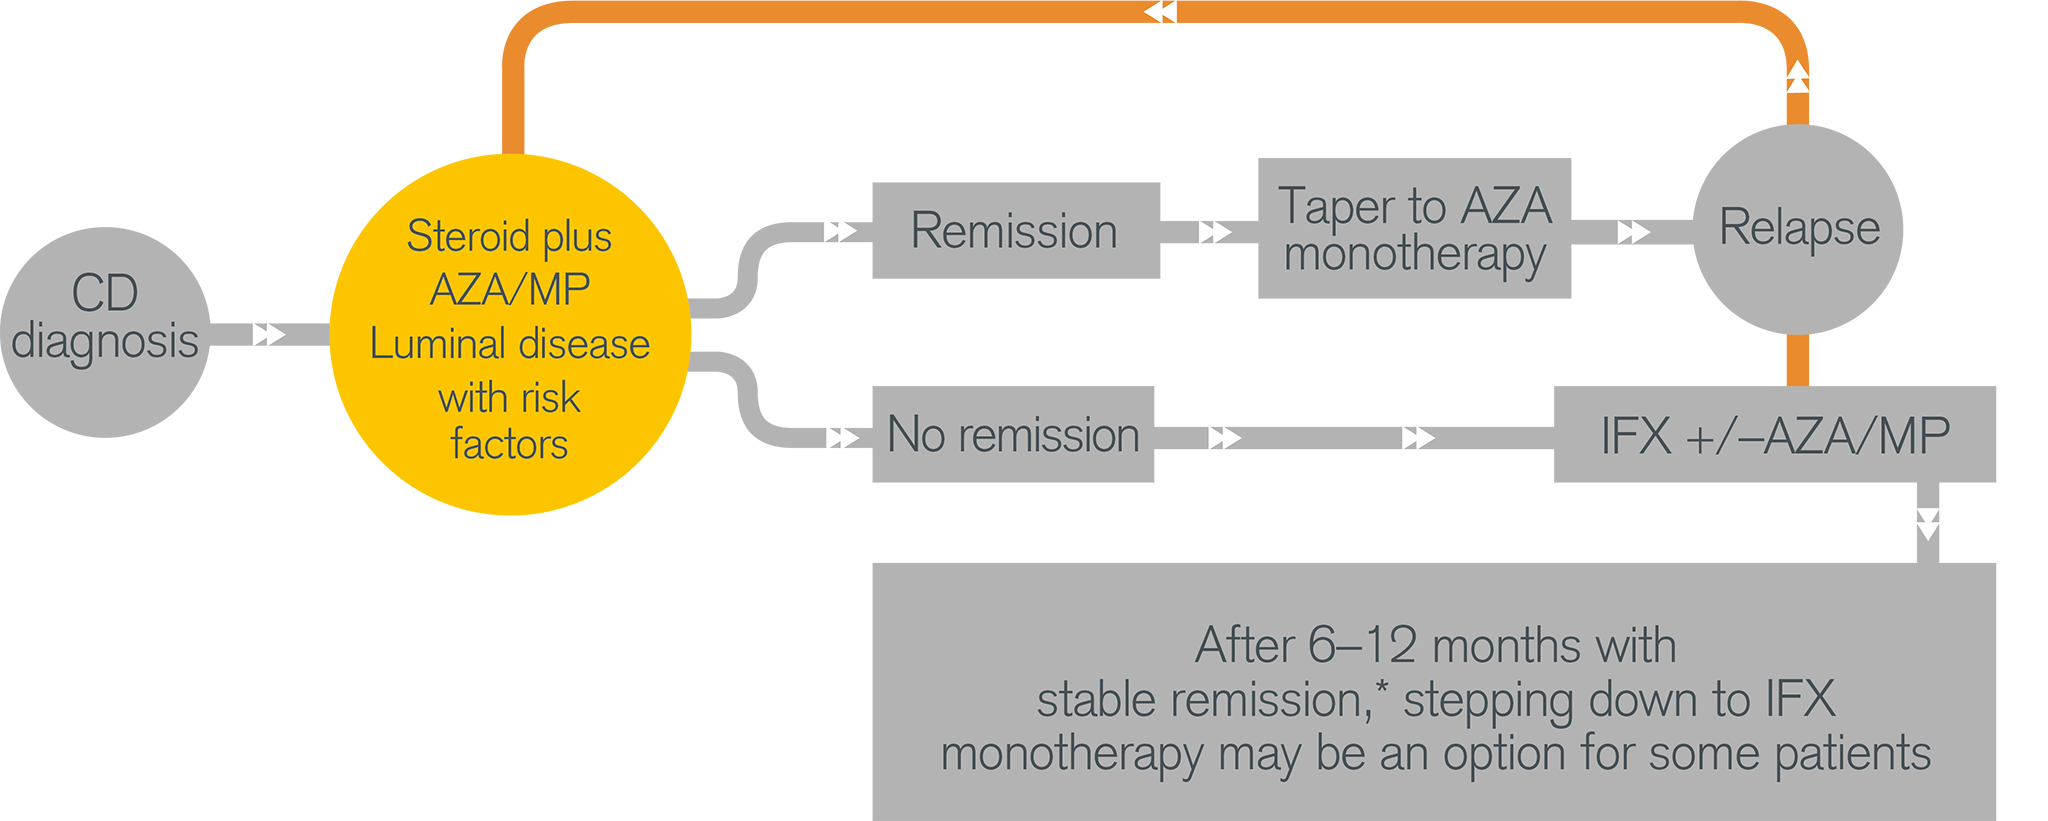 CD
diagnosis
Steroid plus
AZA/MP
Luminal disease
with risk
factors
Remission
Taper to AZA
monotherapy
Relapse
No remission
IFX +/–AZA/MP
After 6–12 months with
stable remission,* stepping down to IFX
monotherapy may be an option for some patients